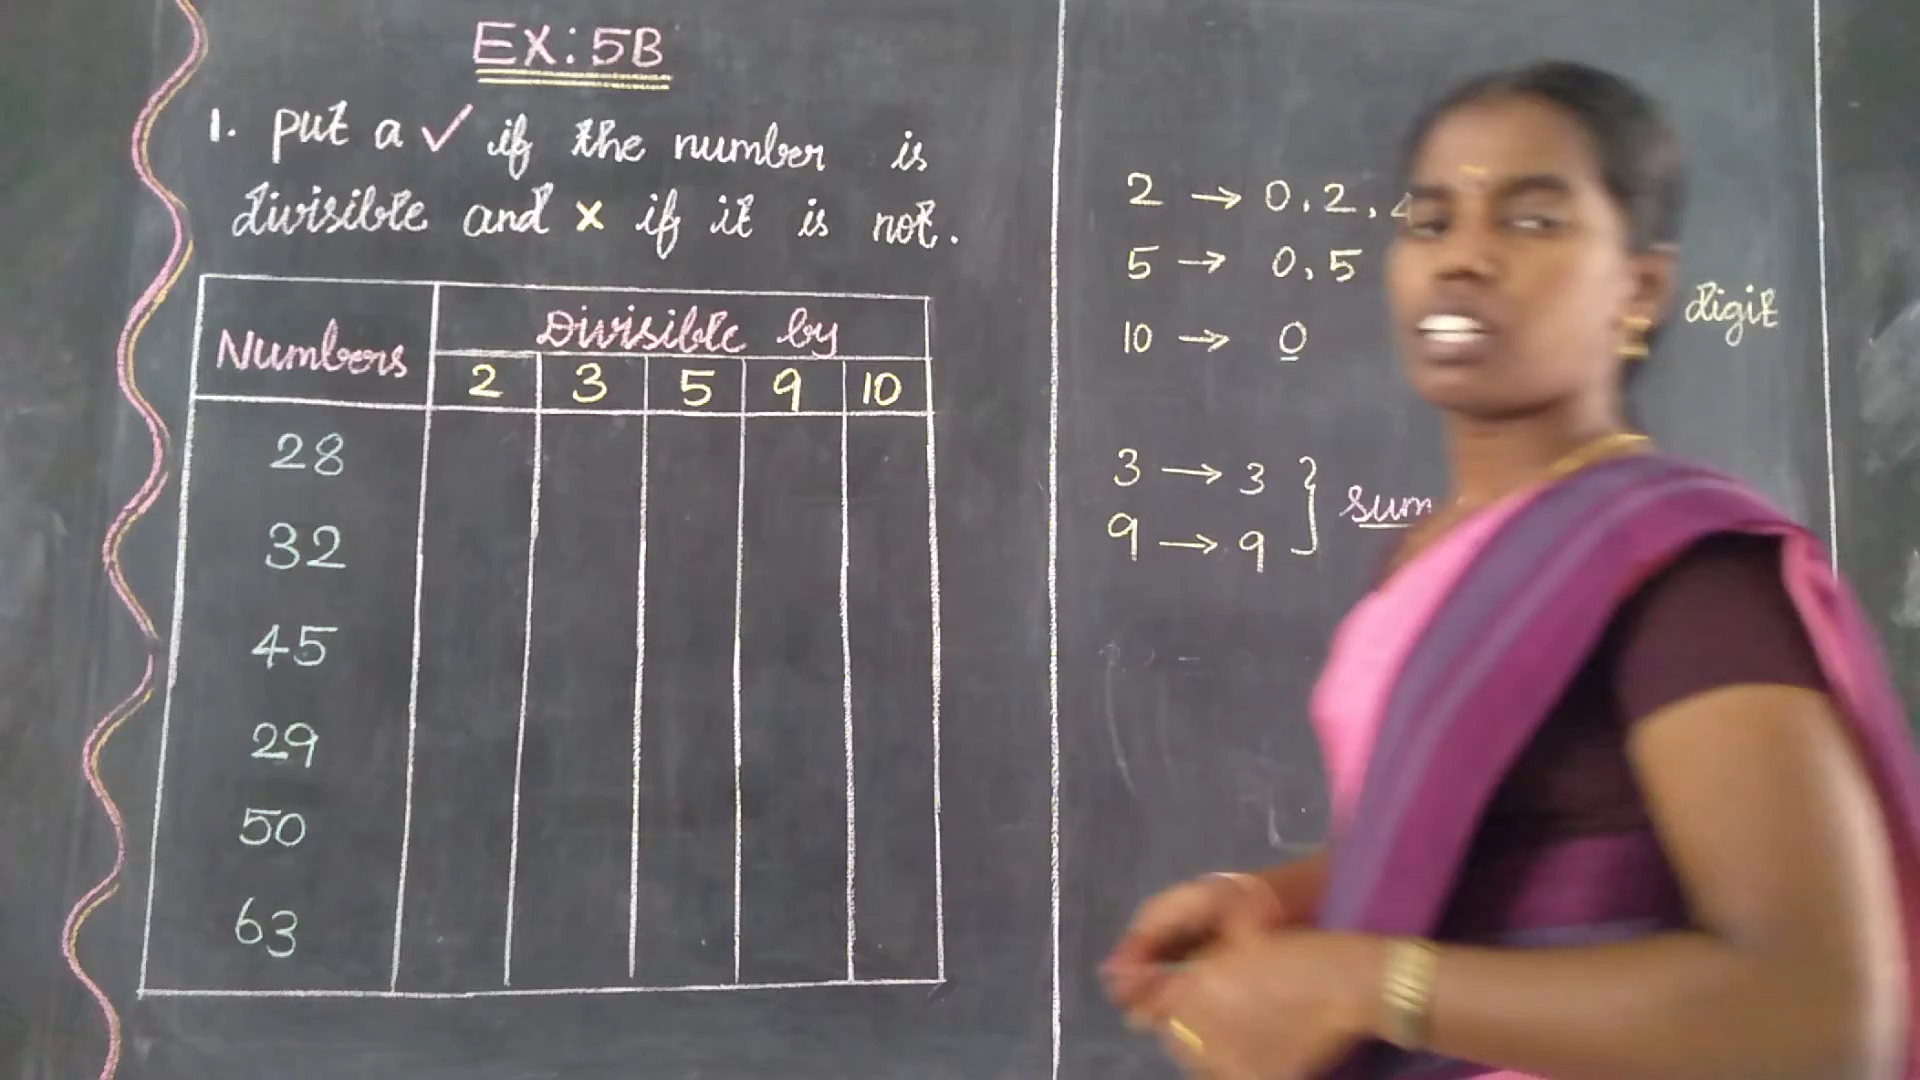 EX: 5B
1. put a ✓ if the number is
divisible and x if it is not.
Numbers
Divisible by
2 3 5 9 10
28
32
45
29
50
63
2 → 0, 2,
5 → 0, 5
10 → 0
digit
3 → 3
9 → 9
sum